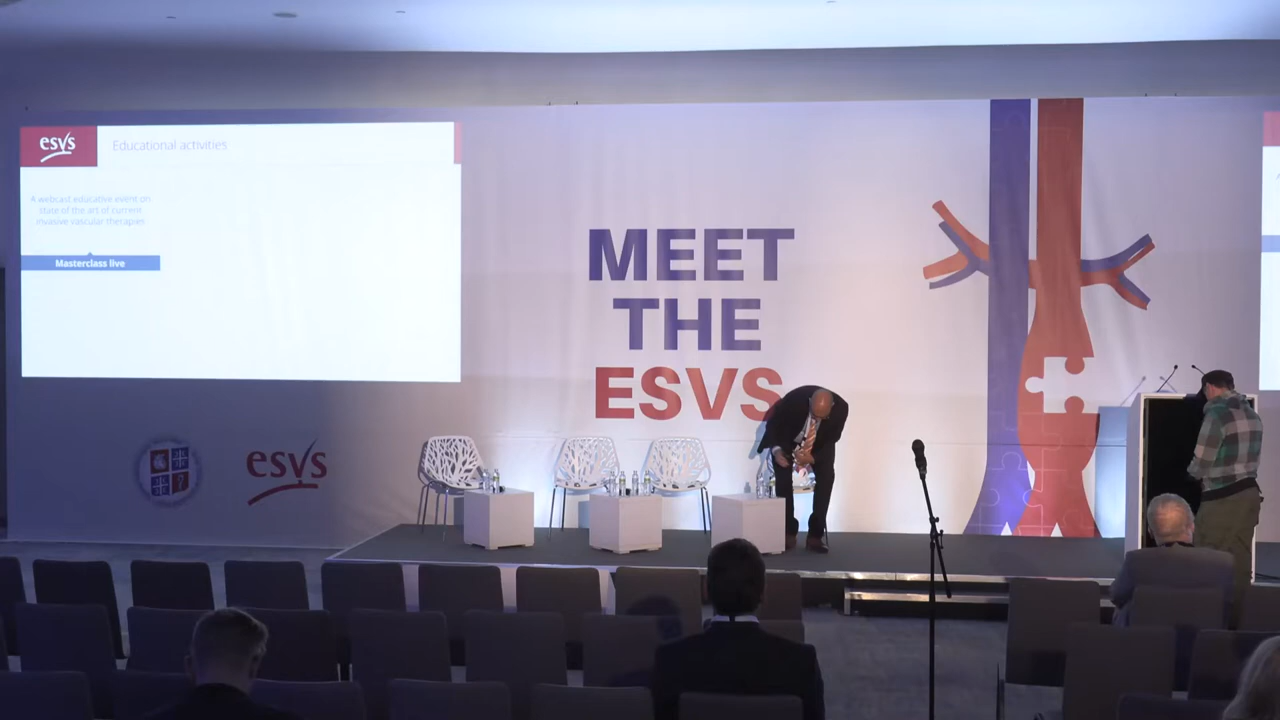 esvs
Educational activities
A webcast educative event on
state of the art of current
invasive vascular therapies
Masterclass live
MEET
THE
ESVS
esvs